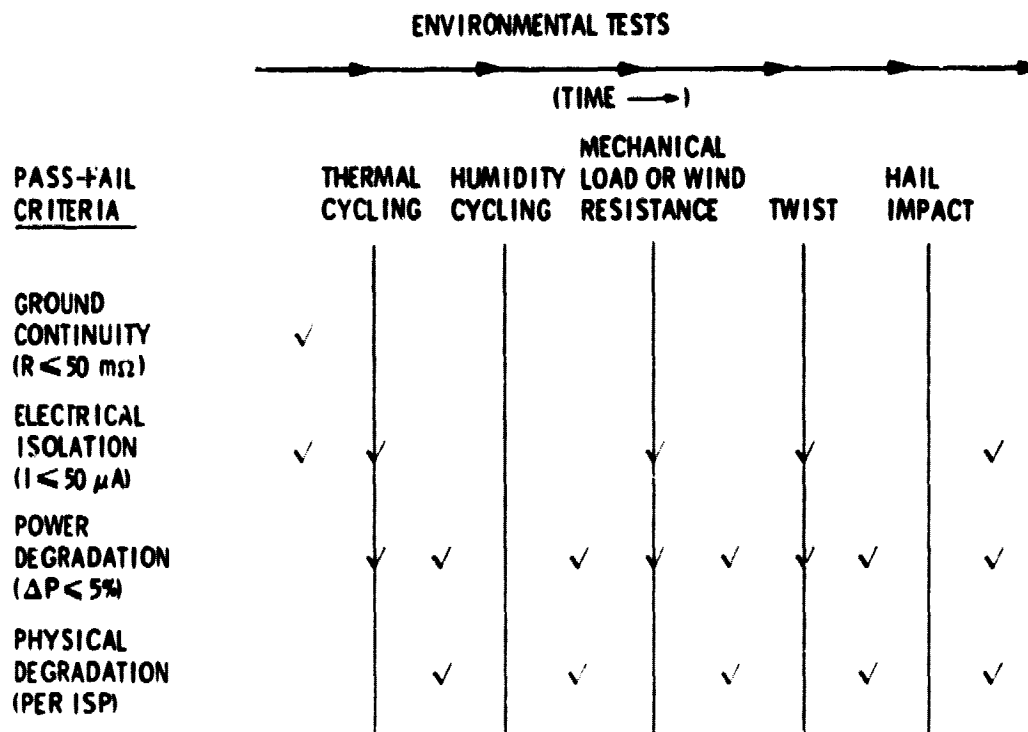 ENVIRONMENTAL TESTS
(TIME ⟶)
PASS-FAIL
CRITERIA
THERMAL
CYCLING
HUMIDITY
CYCLING
MECHANICAL
LOAD OR WIND
RESISTANCE
TWIST
HAIL
IMPACT
GROUND
CONTINUITY
(R ≤ 50 mΩ)
✓
ELECTRICAL
ISOLATION
(I ≤ 50 μA)
✓ ✓ ✓ ✓ ✓
POWER
DEGRADATION
(ΔP ≤ 5%)
✓ ✓ ✓ ✓ ✓ ✓ ✓ ✓
PHYSICAL
DEGRADATION
(PER ISP)
✓ ✓ ✓ ✓ ✓